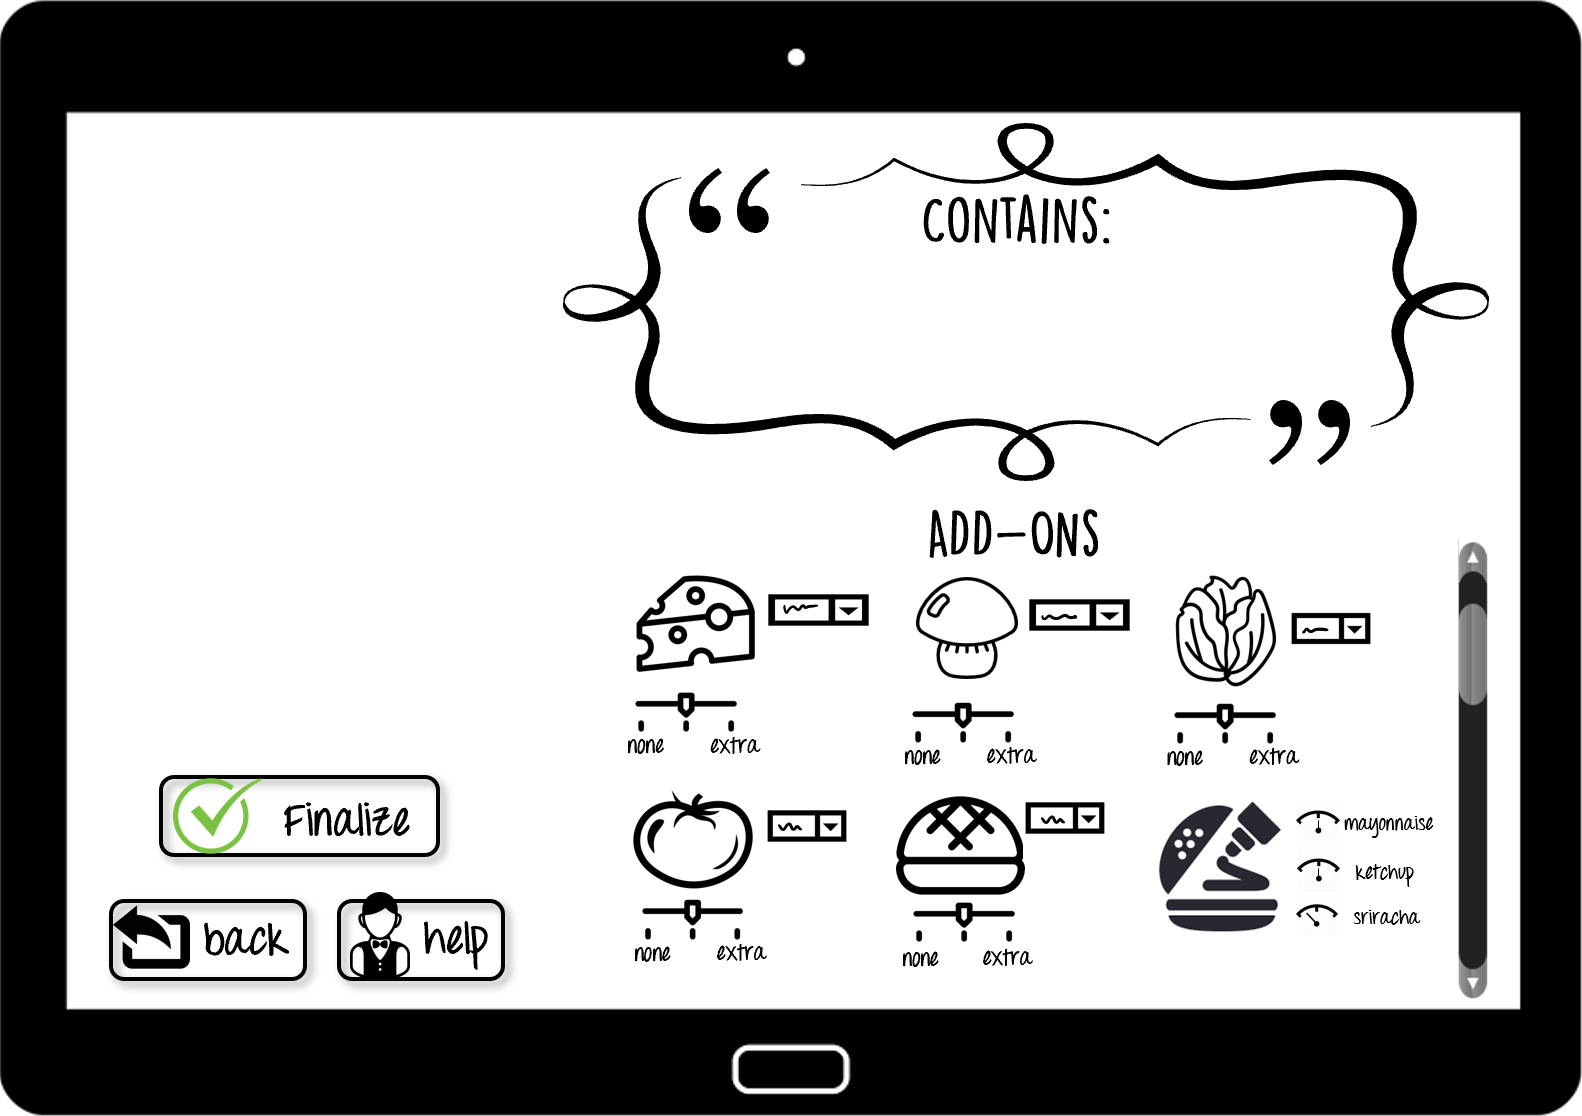 CONTAINS:
ADD-ONS
none extra
none extra
none extra
mayonnaise
ketchup
sriracha
none extra
none extra
Finalize
back
help